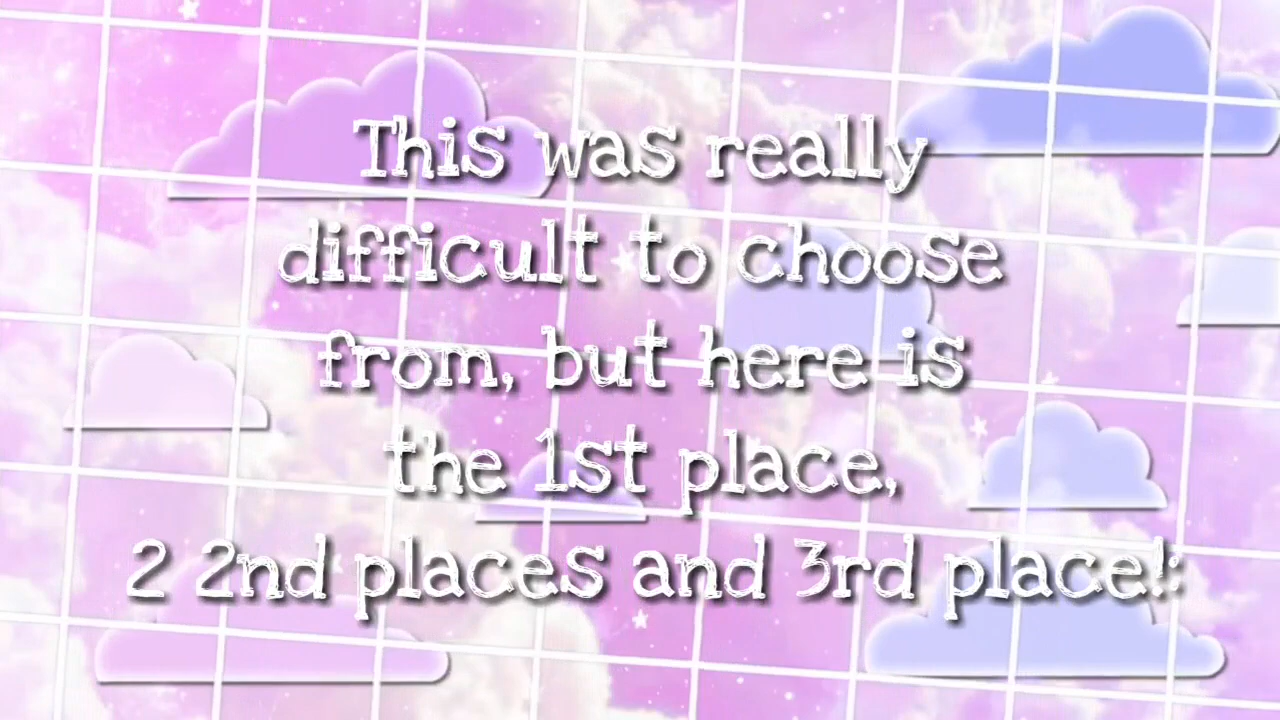 This was really
difficult to choose
from, but here is
the 1st place,
2 2nd places and 3rd place!: